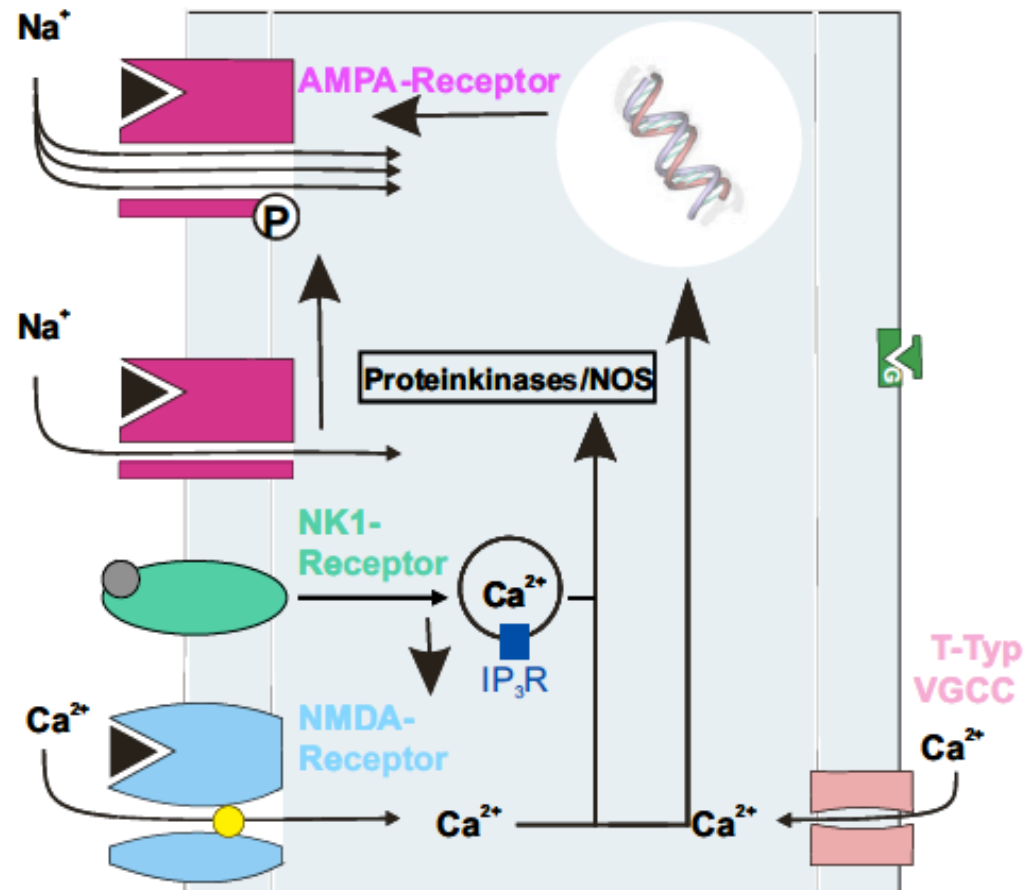 Na⁺
AMPA-Receptor
P
Na⁺
Proteinkinases/NOS
G
NK1-
Receptor
Ca²⁺
IP₃R
T-Typ
VGCC
Ca²⁺
NMDA-
Receptor
Ca²⁺
Ca²⁺
Ca²⁺